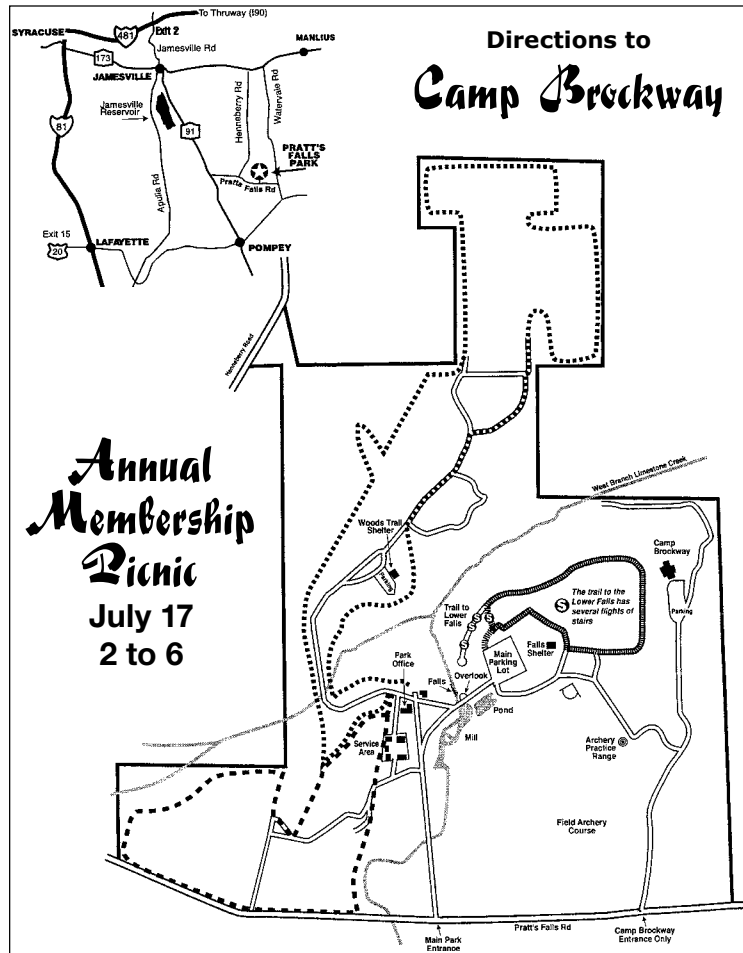 To Thruway (I90)
SYRACUSE
481
Exit 2
Jamesville Rd
MANLIUS
173
JAMESVILLE
Jamesville
Reservoir
81
91
Henneberry Rd
Watervale Rd
PRATT'S
FALLS
PARK
Pratts Falls Rd
Apulia Rd
Exit 15
20
LAFAYETTE
POMPEY
Directions to
Camp Brockway
Henneberry Road
Annual
Membership
Picnic
July 17
2 to 6
West Branch Limestone Creek
Woods Trail
Shelter
Parking
Camp
Brockway
Parking
The trail to the
Lower Falls has
several flights of
stairs
S
S
S
S
S
Trail to
Lower
Falls
Main
Parking
Lot
Falls
Shelter
Park
Office
Falls
Overlook
Pond
Mill
Service
Area
Archery
Practice
Range
Field Archery
Course
Main Park
Entrance
Pratt's Falls Rd
Camp Brockway
Entrance Only